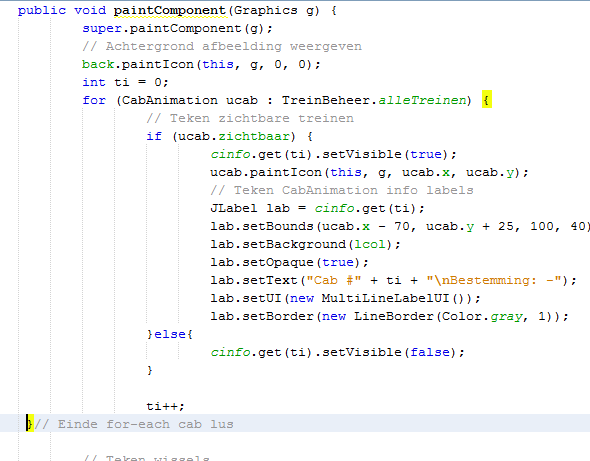 public void paintComponent(Graphics g) {
super.paintComponent(g);
// Achtergrond afbeelding weergeven
back.paintIcon(this, g, 0, 0);
int ti = 0;
for (CabAnimation ucab : TreinBeheer.alleTreinen) {
// Teken zichtbare treinen
if (ucab.zichtbaar) {
cinfo.get(ti).setVisible(true);
ucab.paintIcon(this, g, ucab.x, ucab.y);
// Teken CabAnimation info labels
JLabel lab = cinfo.get(ti);
lab.setBounds(ucab.x - 70, ucab.y + 25, 100, 40)
lab.setBackground(lcol);
lab.setOpaque(true);
lab.setText("Cab #" + ti + "\nBestemming: -");
lab.setUI(new MultiLineLabelUI());
lab.setBorder(new LineBorder(Color.gray, 1));
}else{
cinfo.get(ti).setVisible(false);
}
ti++;
}// Einde for-each cab lus
// Teken wissels